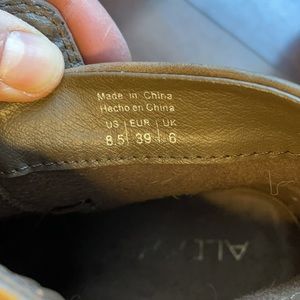 Made in China
Hecho en China
US | EUR | UK
8.5 | 39 | 6